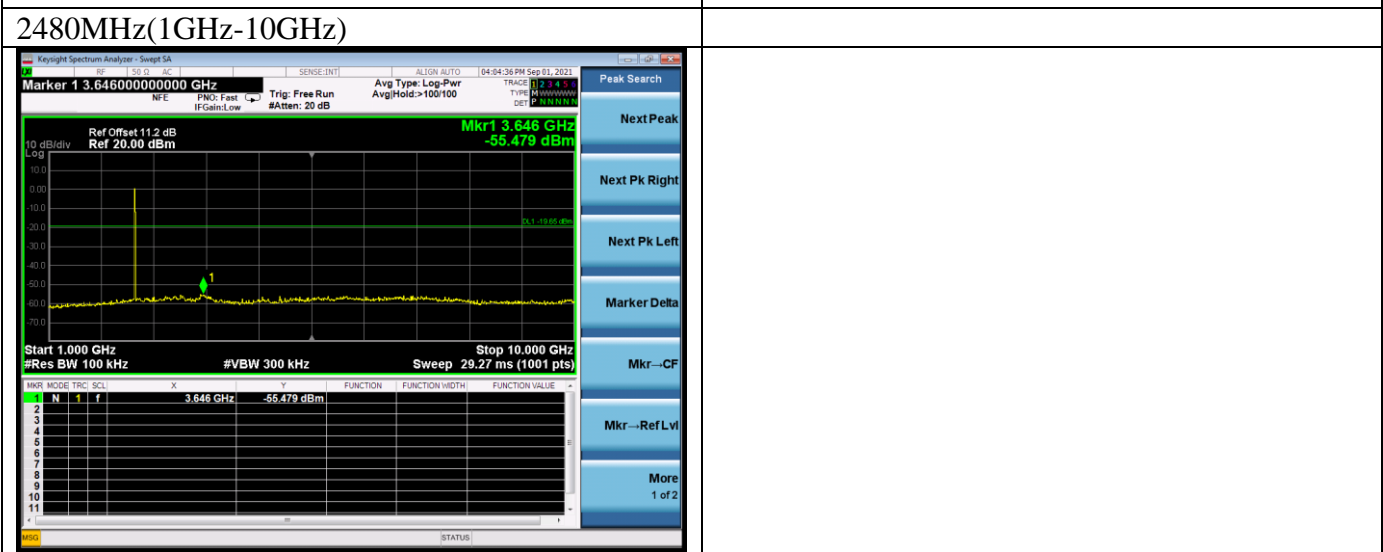 2480MHz(1GHz-10GHz)
Keysight Spectrum Analyzer - Swept SA
RF 50 Ω AC SENSE:INT ALIGN AUTO 04:04:36 PM Sep 01, 2021
Marker 1 3.646000000000 GHz
NFE PNO: Fast IFGain:Low
Trig: Free Run #Atten: 20 dB
Avg Type: Log-Pwr Avg|Hold:>100/100
TRACE 1 2 3 4 5 6
TYPE M W W W W W
DET P N N N N N
Peak Search
Ref Offset 11.2 dB
10 dB/div Ref 20.00 dBm
Log
Mkr1 3.646 GHz
-55.479 dBm
10.0
0.00
-10.0
-20.0
-30.0
-40.0
-50.0
-60.0
-70.0
DL1 -19.65 dBm
1
Start 1.000 GHz Stop 10.000 GHz
#Res BW 100 kHz #VBW 300 kHz Sweep 29.27 ms (1001 pts)
MKR MODE TRC SCL X Y FUNCTION FUNCTION WIDTH FUNCTION VALUE
1 N 1 f 3.646 GHz -55.479 dBm
2
3
4
5
6
7
8
9
10
11
MSG STATUS
Next Peak
Next Pk Right
Next Pk Left
Marker Delta
Mkr→CF
Mkr→Ref Lvl
More
1 of 2